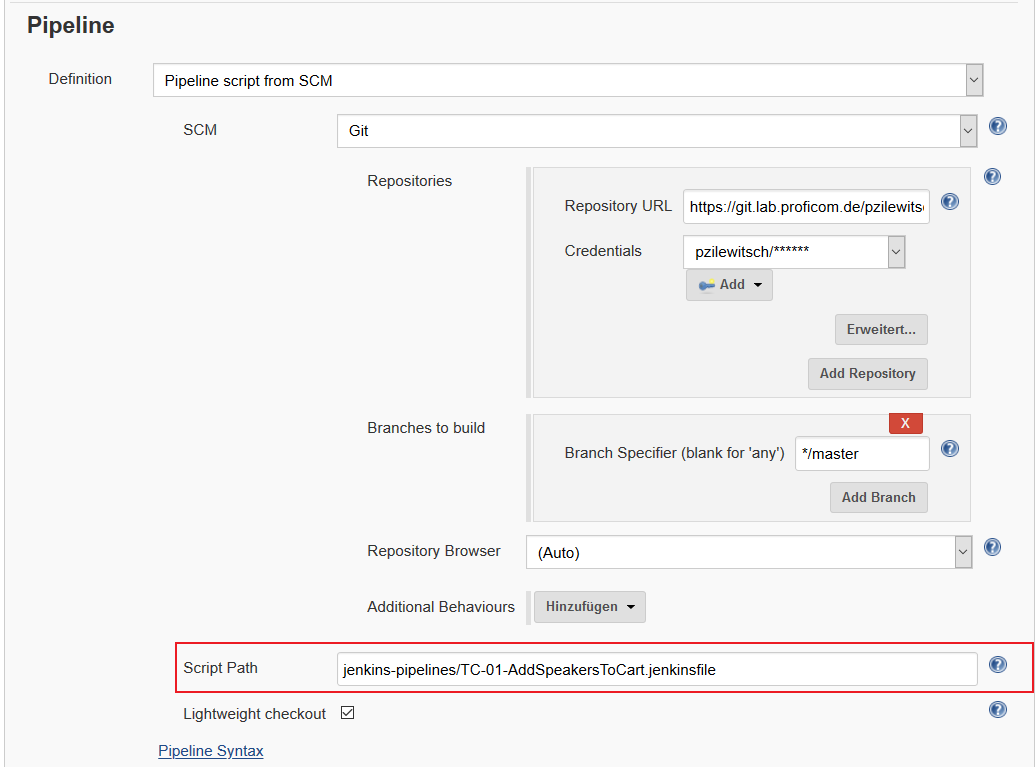 Pipeline
Definition
Pipeline script from SCM
SCM
Git
Repositories
Repository URL
https://git.lab.proficom.de/pzilewits
Credentials
pzilewitsch/******
Add
Erweitert...
Add Repository
Branches to build
X
Branch Specifier (blank for 'any')
*/master
Add Branch
Repository Browser
(Auto)
Additional Behaviours
Hinzufügen
Script Path
jenkins-pipelines/TC-01-AddSpeakersToCart.jenkinsfile
Lightweight checkout
Pipeline Syntax